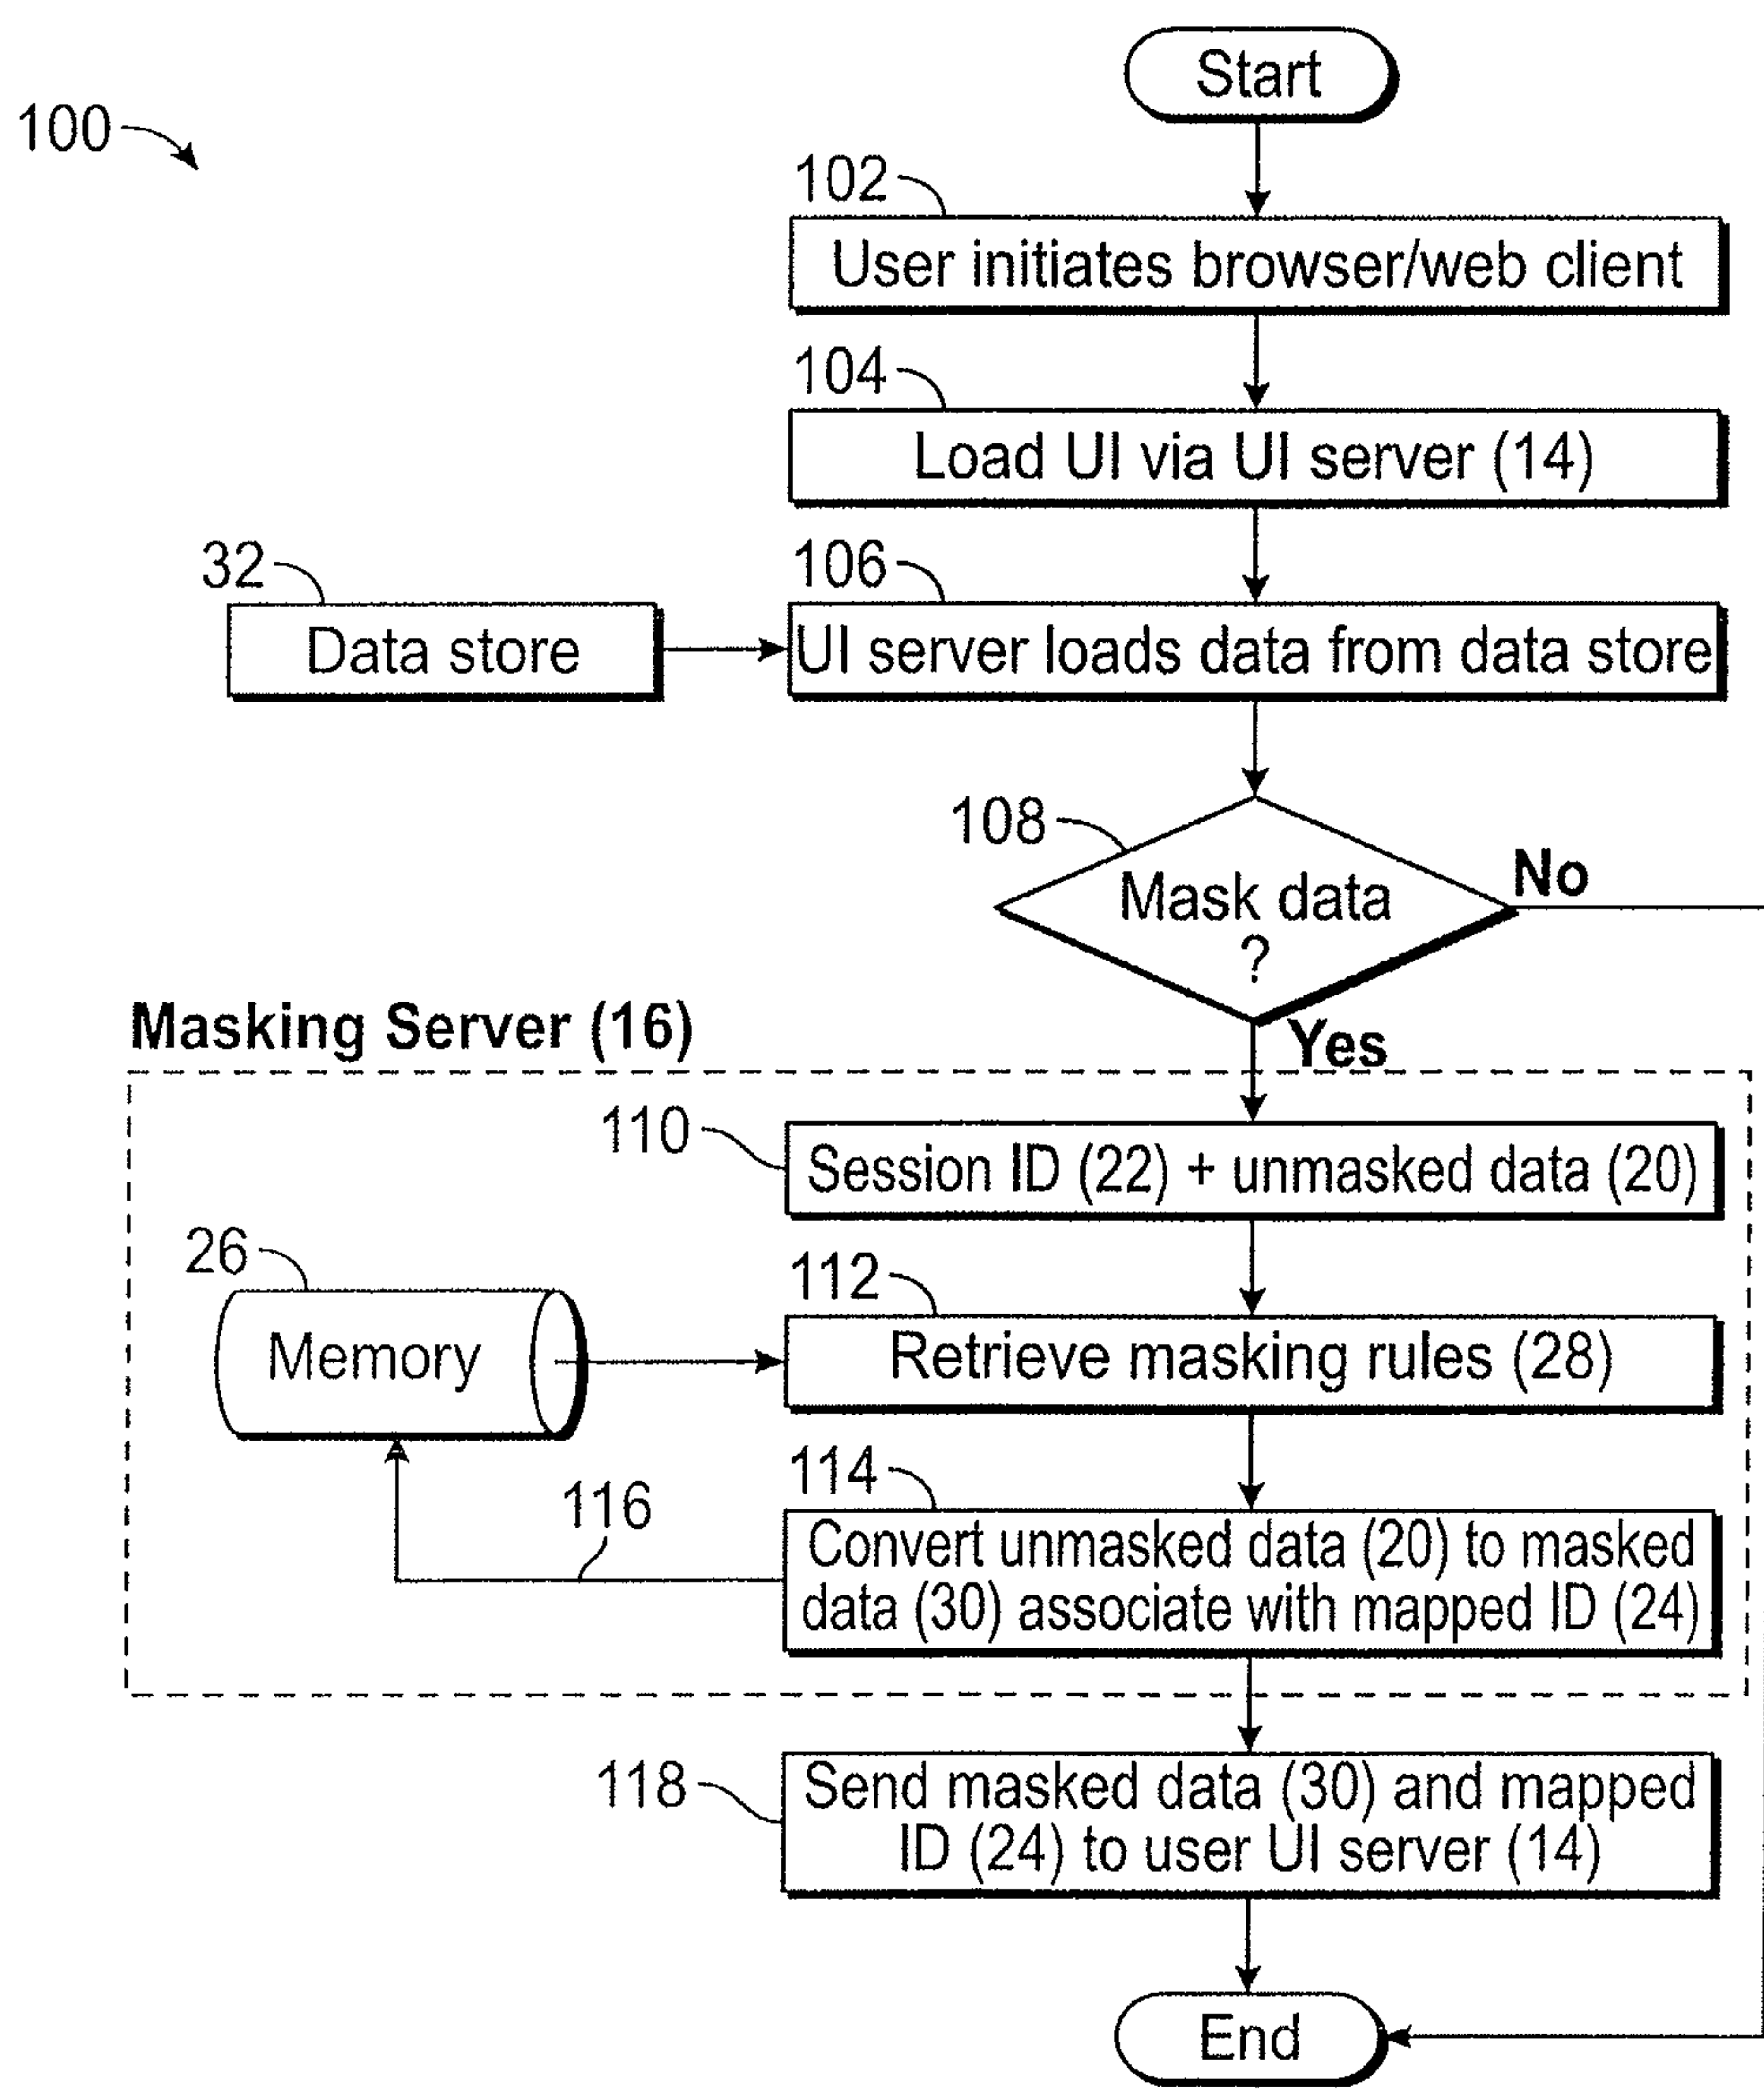 Start
100
102
User initiates browser/web client
104
Load UI via UI server (14)
32
106
Data store
UI server loads data from data store
108
Mask data
?
No
Yes
Masking Server (16)
110
Session ID (22) + unmasked data (20)
26
112
Memory
Retrieve masking rules (28)
114
116
Convert unmasked data (20) to masked
data (30) associate with mapped ID (24)
118
Send masked data (30) and mapped
ID (24) to user UI server (14)
End